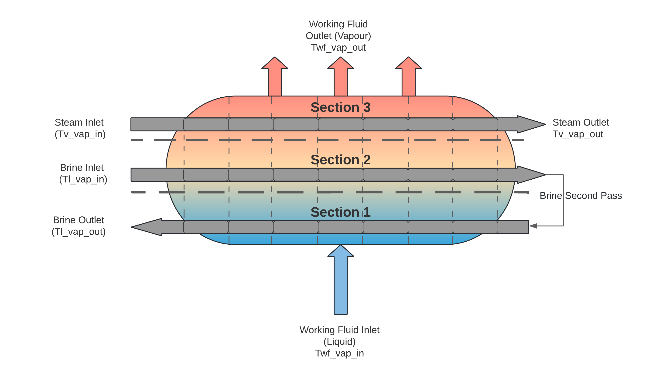 Working Fluid
Outlet (Vapour)
Twf_vap_out
Section 3
Steam Inlet
(Tv_vap_in)
Steam Outlet
Tv_vap_out
Section 2
Brine Inlet
(Tl_vap_in)
Brine Second Pass
Section 1
Brine Outlet
(Tl_vap_out)
Working Fluid Inlet
(Liquid)
Twf_vap_in